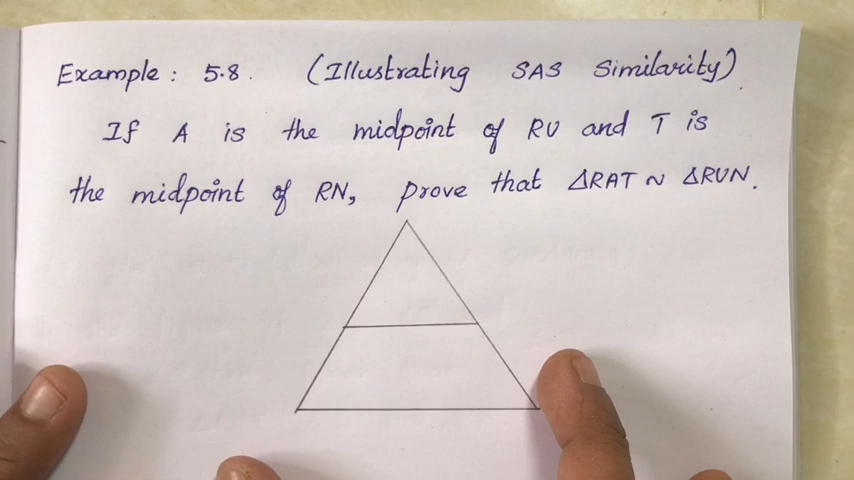 Example: 5.8. (Illustrating SAS Similarity)
If A is the midpoint of RU and T is
the midpoint of RN, prove that ΔRAT ~ ΔRUN.